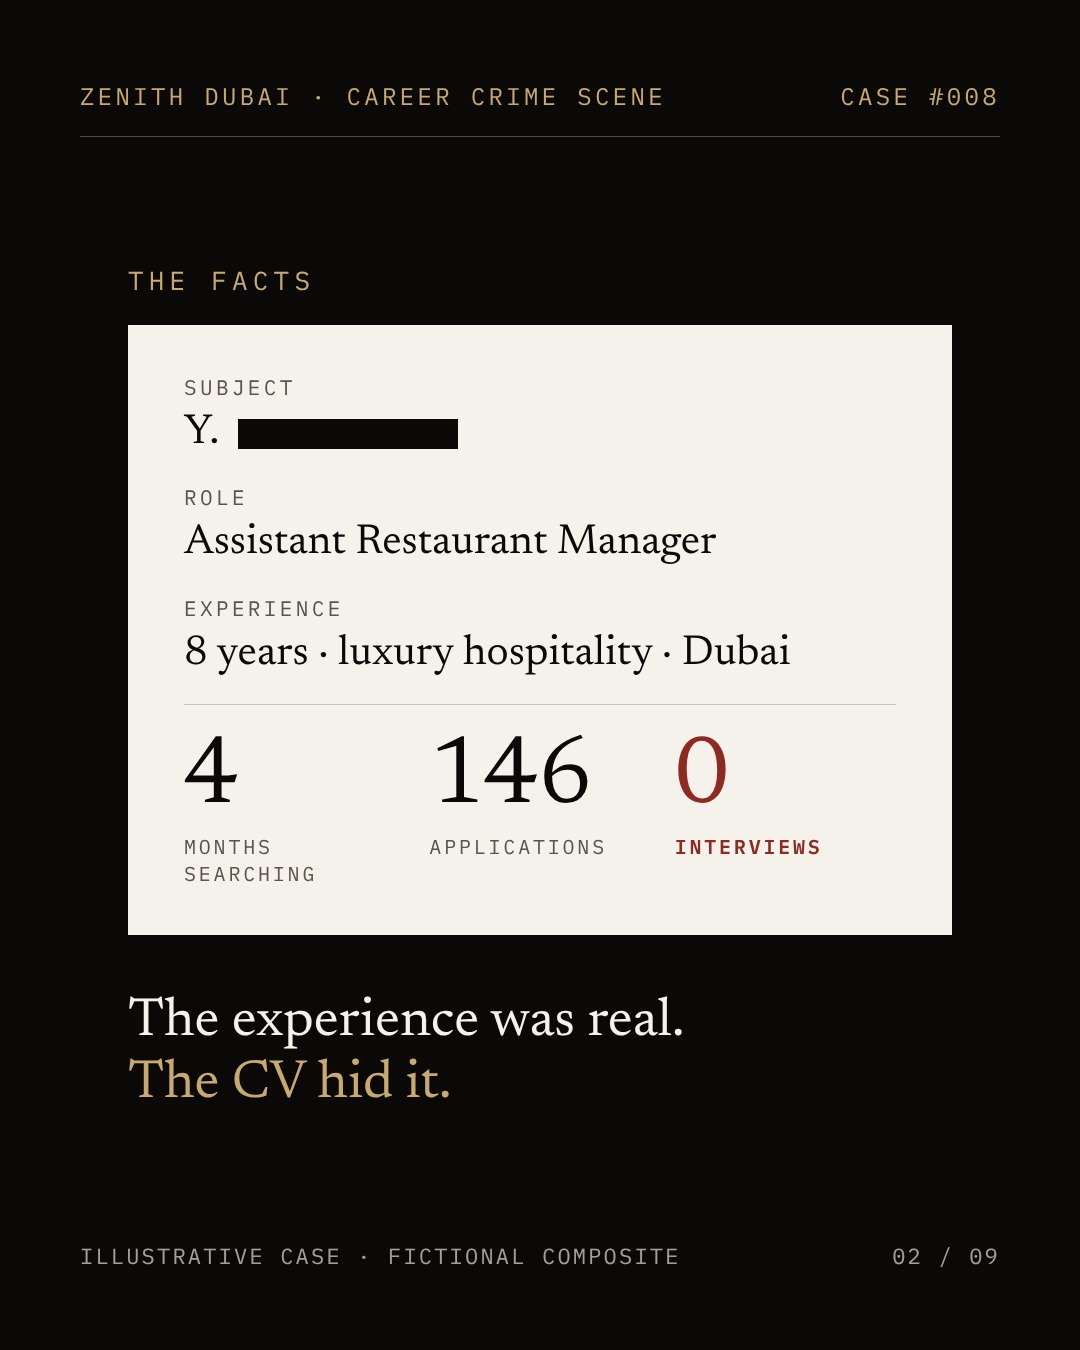 ZENITH DUBAI · CAREER CRIME SCENE
CASE #008
THE FACTS
SUBJECT
Y.
ROLE
Assistant Restaurant Manager
EXPERIENCE
8 years · luxury hospitality · Dubai
4
MONTHS
SEARCHING
146
APPLICATIONS
0
INTERVIEWS
The experience was real.
The CV hid it.
ILLUSTRATIVE CASE · FICTIONAL COMPOSITE
02 / 09